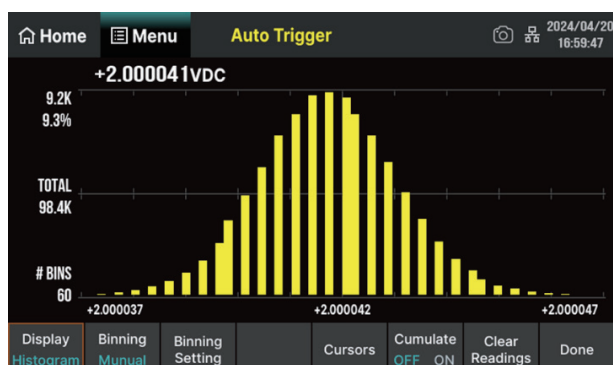 Home Menu Auto Trigger 2024/04/20
16:59:47
+2.000041VDC
9.2K
9.3%
TOTAL
98.4K
# BINS
60
+2.000037 +2.000042 +2.000047
Display Binning Binning Cursors Cumulate Clear Done
Histogram Munual Setting OFF ON Readings